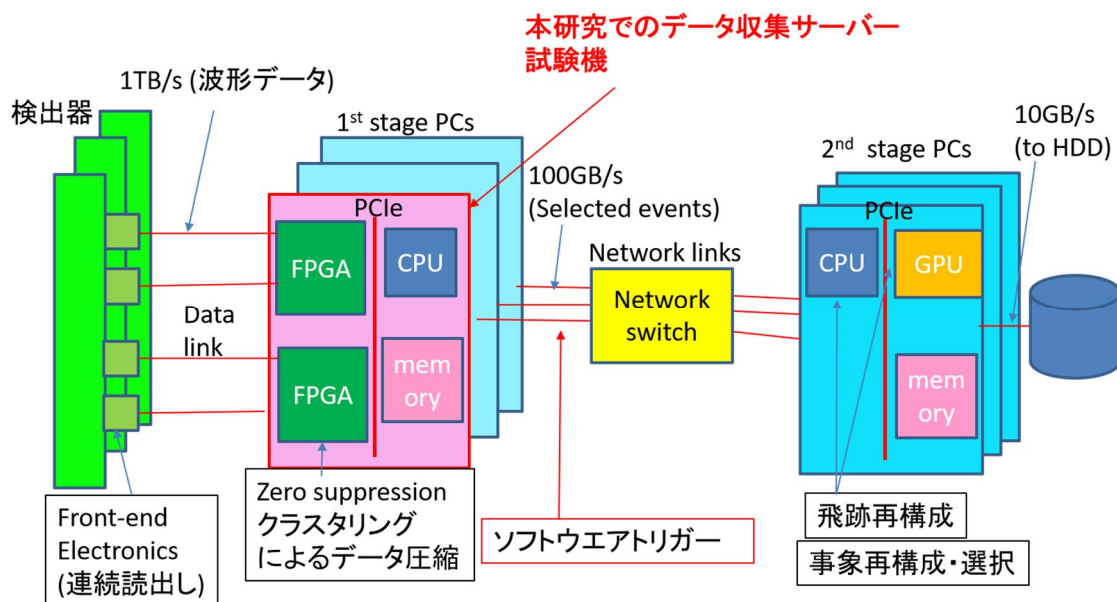 本研究でのデータ収集サーバー
試験機
1TB/s (波形データ)
検出器
1st stage PCs
10GB/s
(to HDD)
2nd stage PCs
100GB/s
(Selected events)
PCIe
PCIe
FPGA
CPU
Network links
CPU
GPU
Network
switch
Data
link
FPGA
mem
ory
mem
ory
Zero suppression
クラスタリング
によるデータ圧縮
Front-end
Electronics
(連続読出し)
ソフトウエアトリガー
飛跡再構成
事象再構成・選択